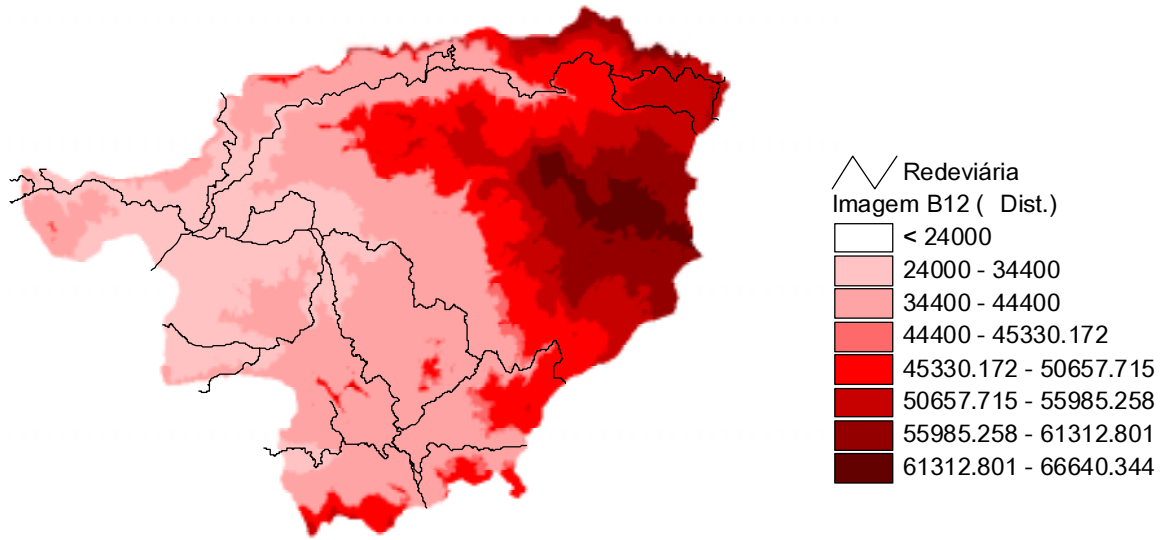 Redeviária
Imagem B12 ( Dist.)
< 24000
24000 - 34400
34400 - 44400
44400 - 45330.172
45330.172 - 50657.715
50657.715 - 55985.258
55985.258 - 61312.801
61312.801 - 66640.344